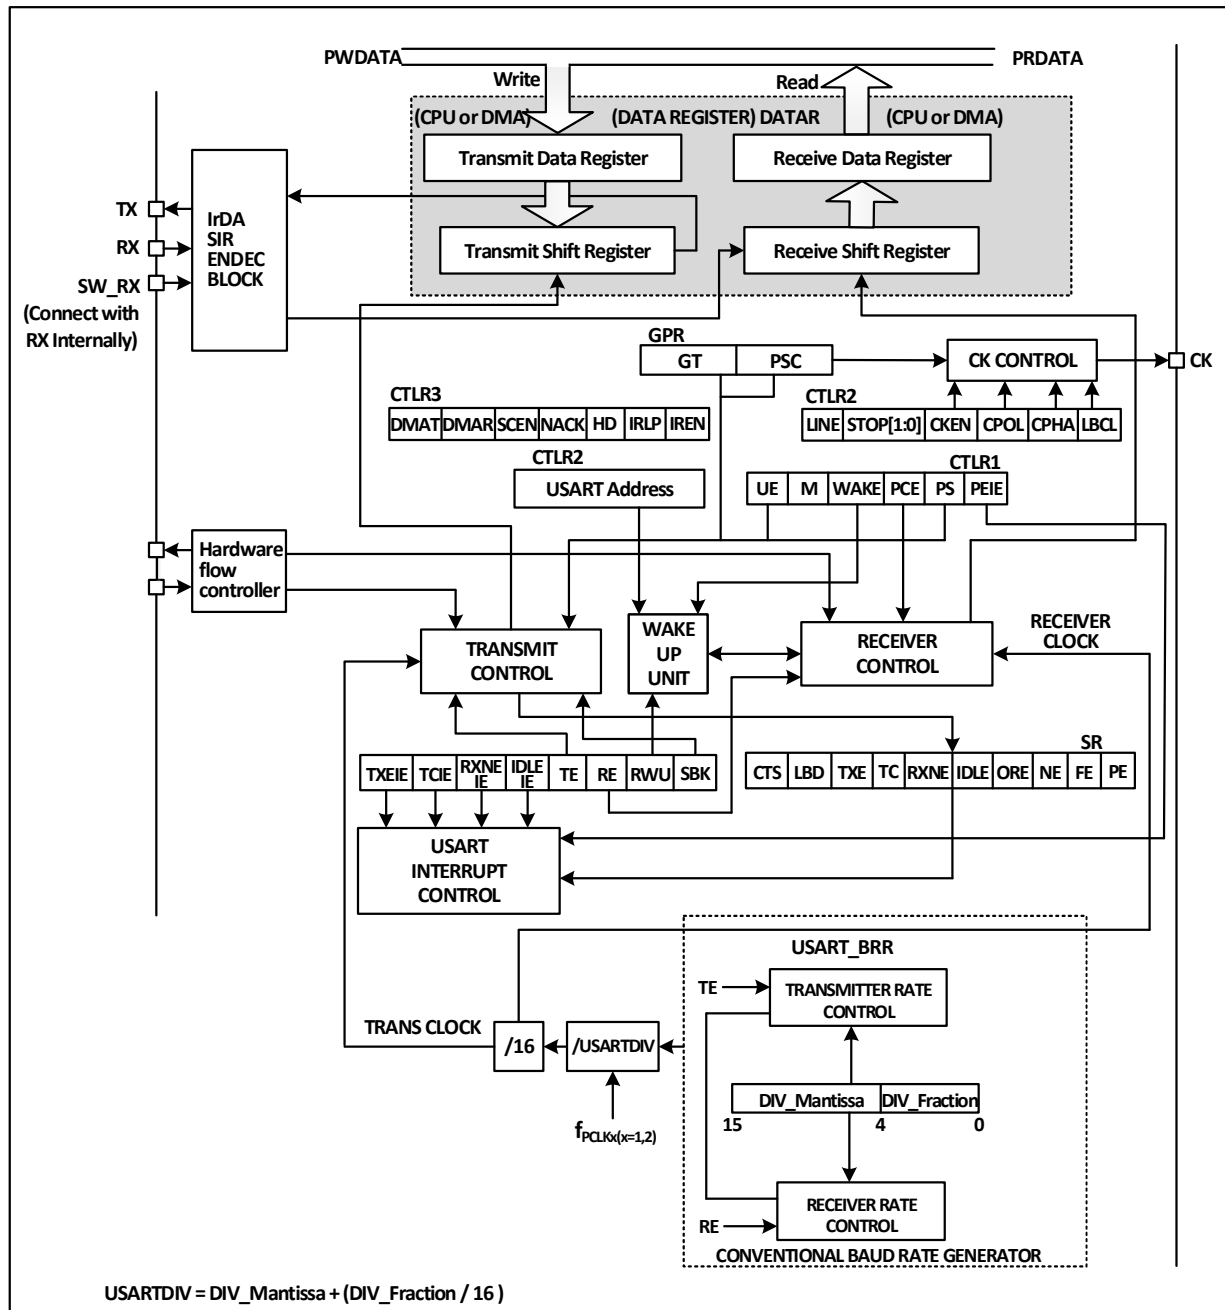 PWDATA
PRDATA
Write
Read
(CPU or DMA)
(DATA REGISTER) DATAR
(CPU or DMA)
Transmit Data Register
Receive Data Register
TX
RX
SW_RX
(Connect with
RX Internally)
IrDA
SIR
ENDEC
BLOCK
Transmit Shift Register
Receive Shift Register
GPR
GT
PSC
CK CONTROL
CK
CTLR3
DMAT DMAR SCEN NACK HD IRLP IREN
CTLR2
LINE STOP[1:0] CKEN CPOL CPHA LBCL
CTLR2
USART Address
CTLR1
UE M WAKE PCE PS PEIE
Hardware
flow
controller
TRANSMIT
CONTROL
WAKE
UP
UNIT
RECEIVER
CONTROL
RECEIVER
CLOCK
TXEIE TCIE RXNE IE IDLE IE TE RE RWU SBK
SR
CTS LBD TXE TC RXNE IDLE ORE NE FE PE
USART
INTERRUPT
CONTROL
USART_BRR
TE
TRANSMITTER RATE
CONTROL
TRANS CLOCK
/16
/USARTDIV
fPCLKx(x=1,2)
DIV_Mantissa DIV_Fraction
15 4 0
RECEIVER RATE
CONTROL
RE
CONVENTIONAL BAUD RATE GENERATOR
USARTDIV = DIV_Mantissa + (DIV_Fraction / 16 )